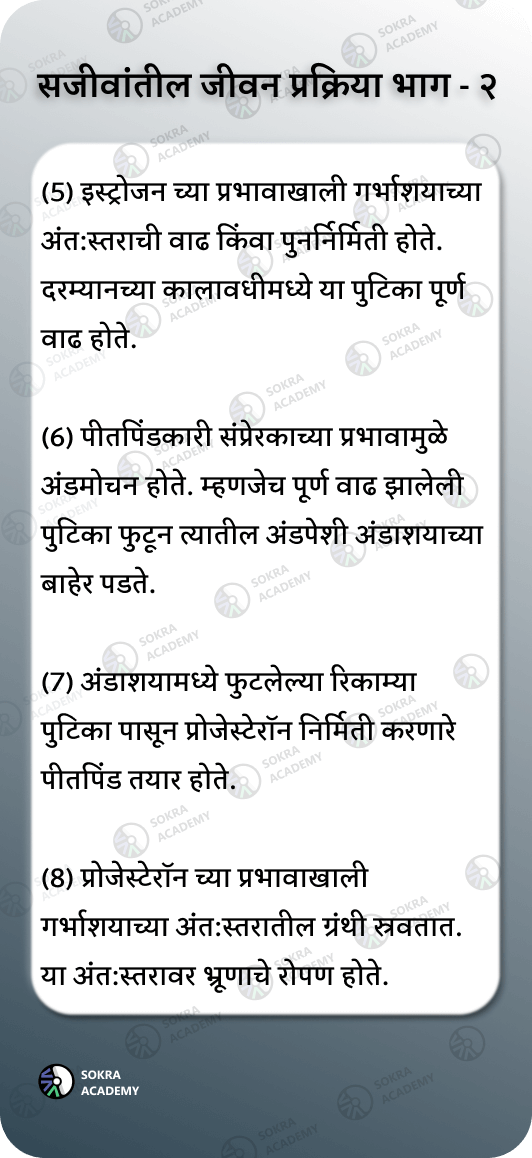 सजीवांतील जीवन प्रक्रिया भाग - २
(5) इस्ट्रोजन च्या प्रभावाखाली गर्भाशयाच्या
अंत:स्तराची वाढ किंवा पुनर्निर्मिती होते.
दरम्यानच्या कालावधीमध्ये या पुटिका पूर्ण
वाढ होते.
(6) पीतपिंडकारी संप्रेरकाच्या प्रभावामुळे
अंडमोचन होते. म्हणजेच पूर्ण वाढ झालेली
पुटिका फुटून त्यातील अंडपेशी अंडाशयाच्या
बाहेर पडते.
(7) अंडाशयामध्ये फुटलेल्या रिकाम्या
पुटिका पासून प्रोजेस्टेरॉन निर्मिती करणारे
पीतपिंड तयार होते.
(8) प्रोजेस्टेरॉन च्या प्रभावाखाली
गर्भाशयाच्या अंत:स्तरातील ग्रंथी स्त्रवतात.
या अंत:स्तरावर भ्रूणाचे रोपण होते.
SOKRA
ACADEMY